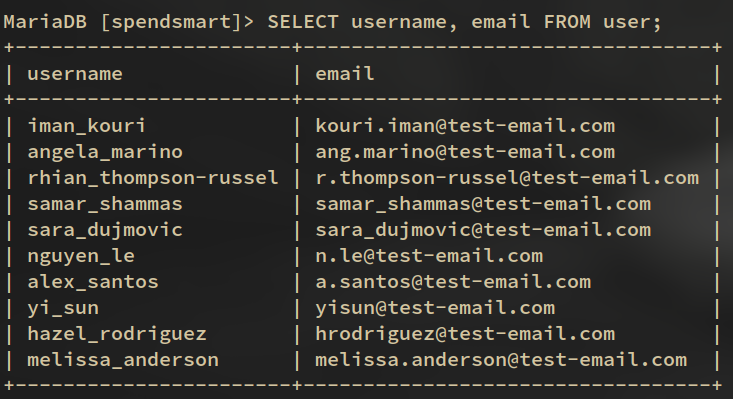 MariaDB [spendsmart]> SELECT username, email FROM user;
+-----------------------+----------------------------------+
| username              | email                            |
+-----------------------+----------------------------------+
| iman_kouri            | kouri.iman@test-email.com        |
| angela_marino         | ang.marino@test-email.com        |
| rhian_thompson-russel | r.thompson-russel@test-email.com |
| samar_shammas         | samar_shammas@test-email.com     |
| sara_dujmovic         | sara_dujmovic@test-email.com     |
| nguyen_le             | n.le@test-email.com              |
| alex_santos           | a.santos@test-email.com          |
| yi_sun                | yisun@test-email.com             |
| hazel_rodriguez       | hrodriguez@test-email.com        |
| melissa_anderson      | melissa.anderson@test-email.com  |
+-----------------------+----------------------------------+